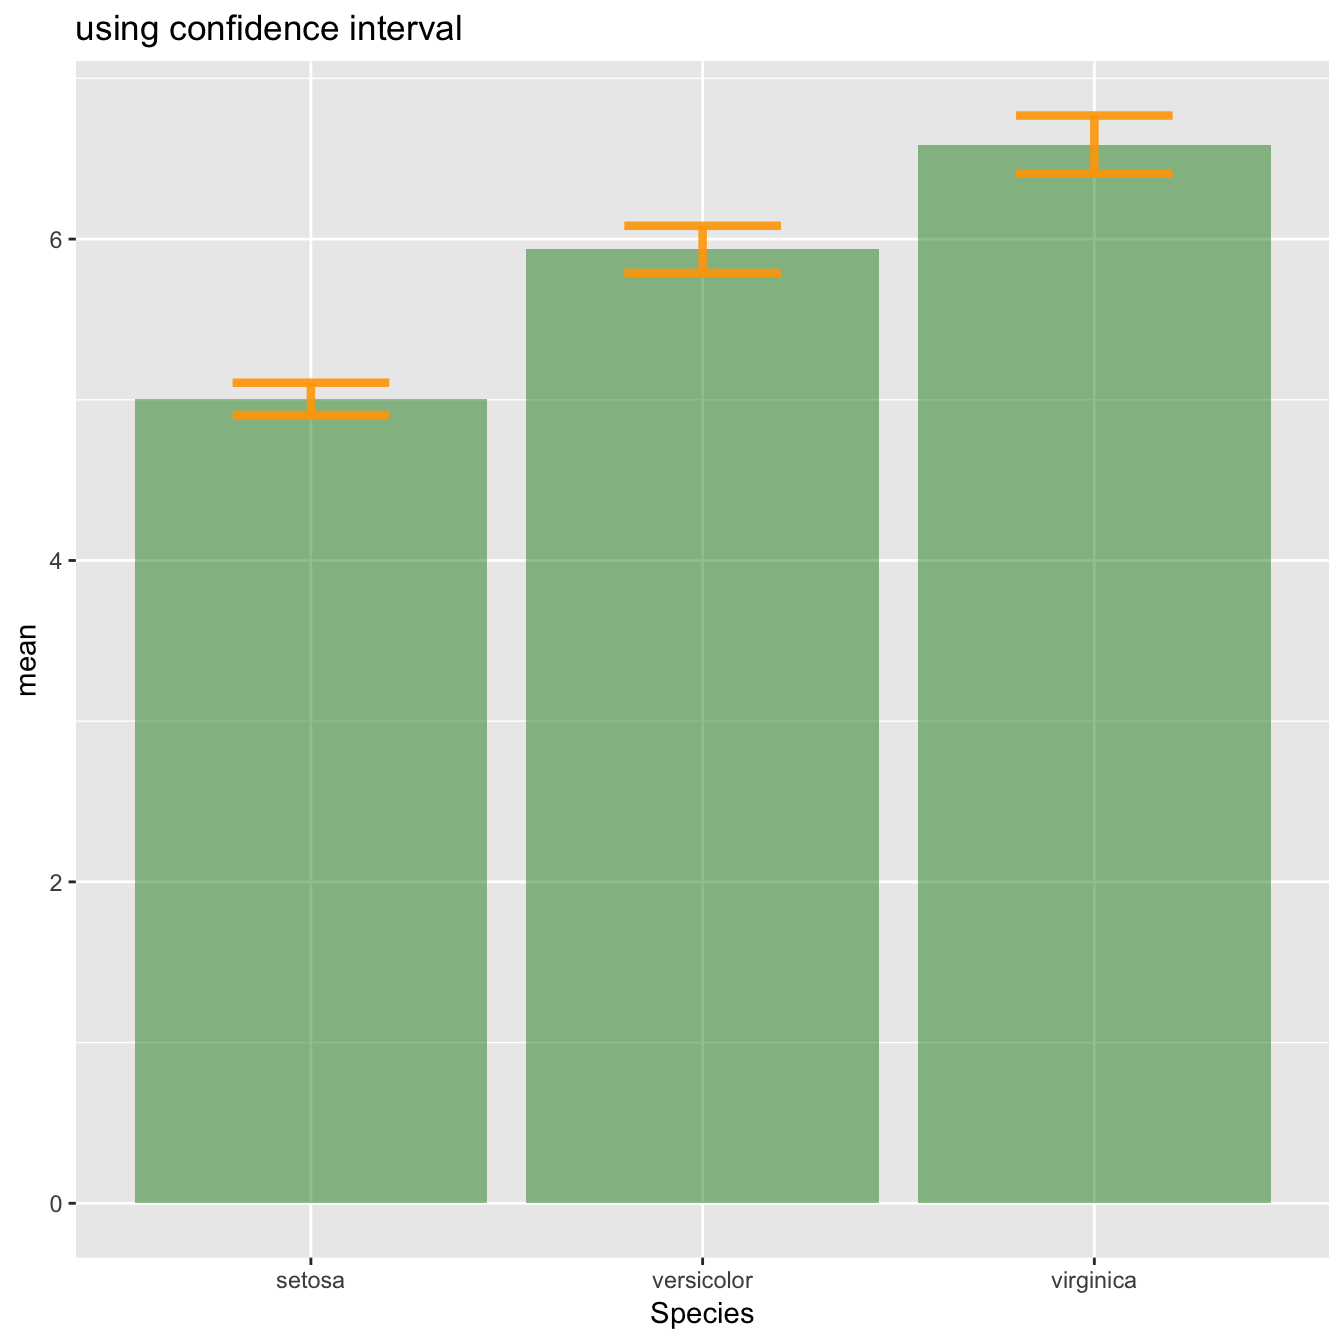 using confidence interval
mean
6
4
2
0
setosa versicolor virginica
Species